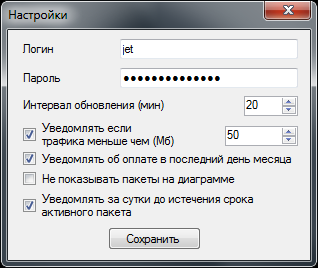 Настройки
Логин jet
Пароль ●●●●●●●●●●●●●●
Интервал обновления (мин) 20
Уведомлять если
трафика меньше чем (Мб) 50
Уведомлять об оплате в последний день месяца
Не показывать пакеты на диаграмме
Уведомлять за сутки до истечения срока
активного пакета
Сохранить